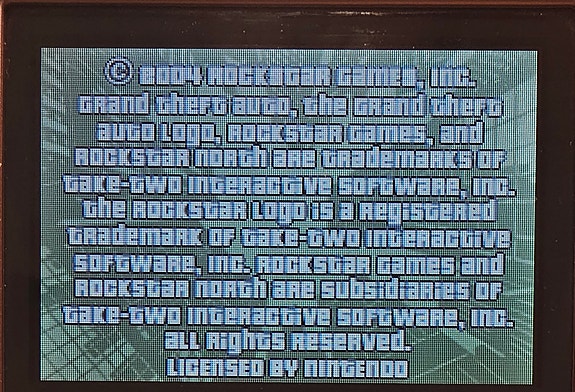 © 2004 Rockstar Games, Inc.
Grand Theft Auto, the Grand Theft
Auto logo, Rockstar Games, and
Rockstar North are trademarks of
Take-Two Interactive Software, Inc.
The Rockstar logo is a registered
trademark of Take-Two Interactive
Software, Inc. Rockstar Games and
Rockstar North are subsidiaries of
Take-Two Interactive Software, Inc.
All Rights Reserved.
Licensed by Nintendo